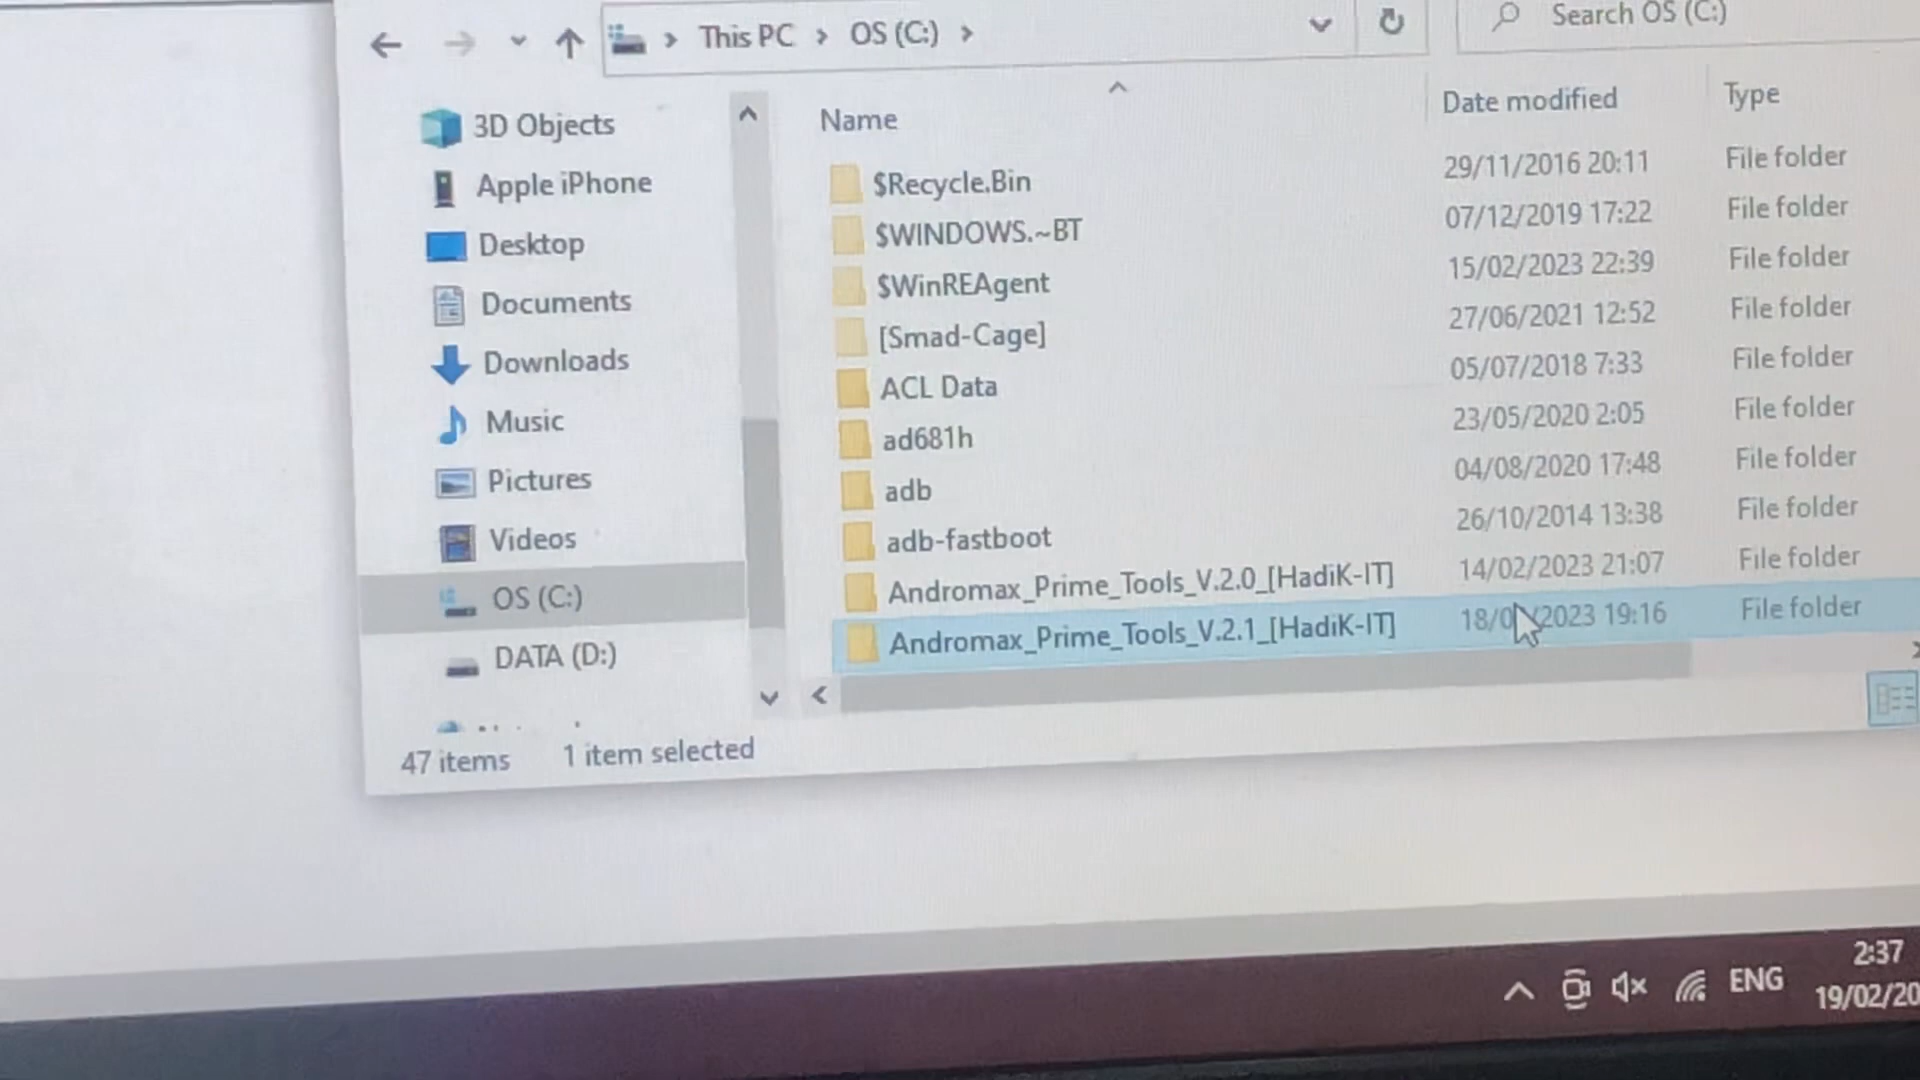 This PC > OS (C:) >
Search OS (C:)
3D Objects
Apple iPhone
Desktop
Documents
Downloads
Music
Pictures
Videos
OS (C:)
DATA (D:)
Name Date modified Type
$Recycle.Bin 29/11/2016 20:11 File folder
$WINDOWS.~BT 07/12/2019 17:22 File folder
$WinREAgent 15/02/2023 22:39 File folder
[Smad-Cage] 27/06/2021 12:52 File folder
ACL Data 05/07/2018 7:33 File folder
ad681h 23/05/2020 2:05 File folder
adb 04/08/2020 17:48 File folder
adb-fastboot 26/10/2014 13:38 File folder
Andromax_Prime_Tools_V.2.0_[HadiK-IT] 14/02/2023 21:07 File folder
Andromax_Prime_Tools_V.2.1_[HadiK-IT] 2023 19:16 File folder
47 items 1 item selected
ENG
2:37
19/02/20